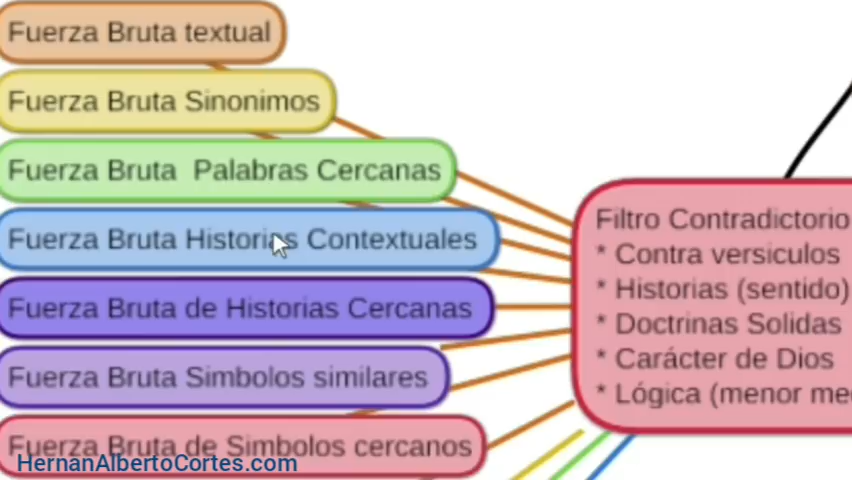 Fuerza Bruta textual
Fuerza Bruta Sinonimos
Fuerza Bruta  Palabras Cercanas
Fuerza Bruta Historias Contextuales
Fuerza Bruta de Historias Cercanas
Fuerza Bruta Simbolos similares
Fuerza Bruta de Simbolos cercanos
HernanAlbertoCortes.com
Filtro Contradictorio
* Contra versiculos
* Historias (sentido)
* Doctrinas Solidas
* Carácter de Dios
* Lógica (menor